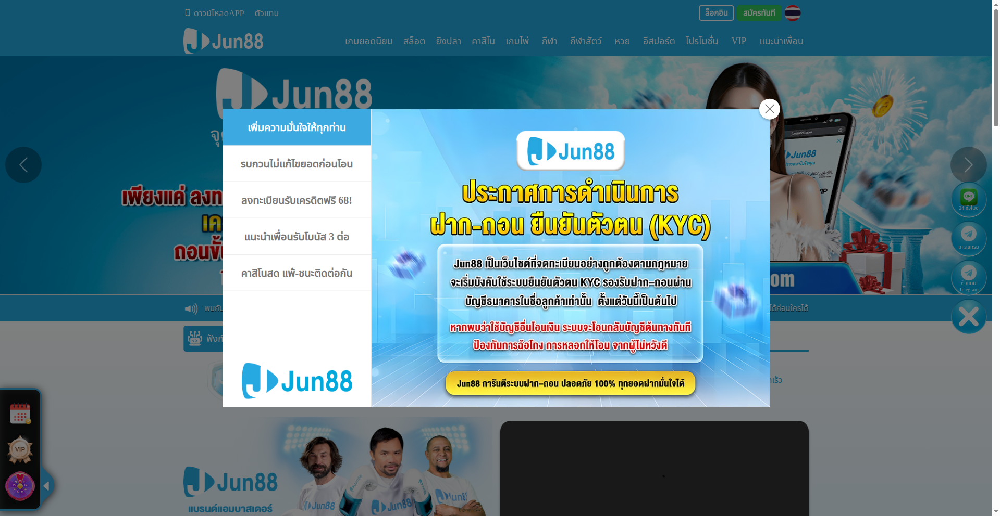 ดาวน์โหลดAPP ตัวแทน
ล็อกอิน สมัครทันที
Jun88
เกมยอดนิยม สล็อต ยิงปลา คาสิโน เกมไพ่ กีฬา กีฬาสัตว์ หวย อีสปอร์ต โปรโมชั่น VIP แนะนำเพื่อน
Jun88
jun8896.com
Jun88
VIP
เพียงแค่
เพิ่มความมั่นใจให้ทุกท่าน
รบกวนไม่แก้ไขยอดก่อนโอน
ลงทะเบียนรับเครดิตฟรี 68!
แนะนำเพื่อนรับโบนัส 3 ต่อ
คาสิโนสด แพ้-ชนะติดต่อกัน
Jun88
Jun88
ประกาศการดำเนินการ
ฝาก-ถอน ยืนยันตัวตน (KYC)
Jun88 เป็นเว็บไซต์ที่จดทะเบียนอย่างถูกต้องตามกฎหมาย
จะเริ่มบังคับใช้ระบบยืนยันตัวตน KYC รองรับฝาก-ถอนผ่าน
บัญชีธนาคารในชื่อลูกค้าเท่านั้น ตั้งแต่วันนี้เป็นต้นไป
หากพบว่าใช้บัญชีอื่นโอนเงิน ระบบจะโอนกลับบัญชีต้นทางทันที
ป้องกันการฉ้อโกง การหลอกให้โอน จากผู้ไม่หวังดี
Jun88 การันตีระบบฝาก-ถอน ปลอดภัย 100% ทุกยอดฝากมั่นใจได้
LINE
24 ชั่วโมง
เทเลแกรม
ตัวแทน
Telegram
com
ได้ก่อนใครได้
VIP
Jun88
แบรนด์แอมบาสเดอร์
Jun88
Jun88
Jun88